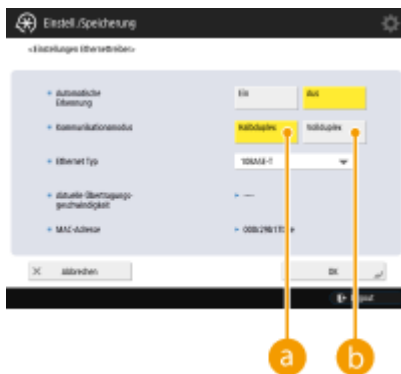 Einstell./Speicherung
<Einstellungen Ethernettreiber>
Automatische
Erkennung
Ein
Aus
Kommunikationsmodus
Halbduplex
Vollduplex
Ethernet Typ
10BASE-T
Aktuelle Übertragungs-
geschwindigkeit
----
MAC-Adresse
Abbrechen
OK
a
b